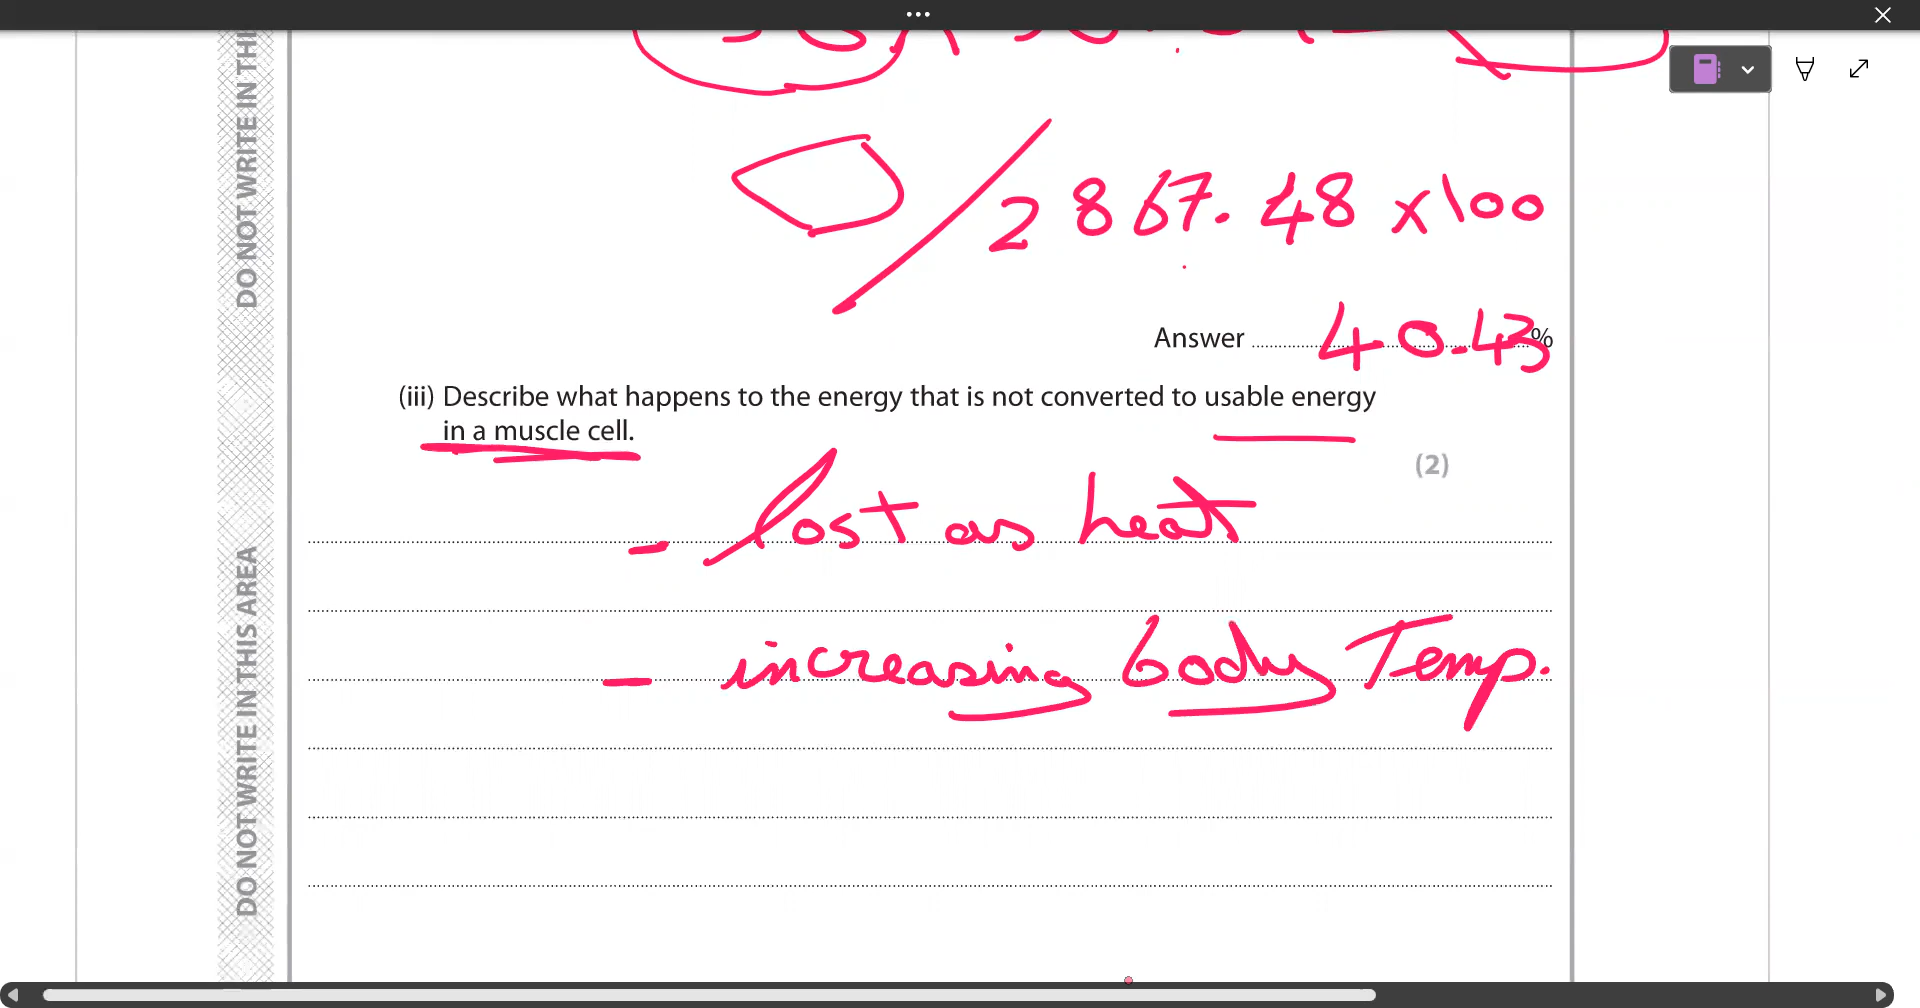 DO NOT WRITE IN THI
2867.48 x100
Answer 40.43 %
(iii) Describe what happens to the energy that is not converted to usable energy
in a muscle cell.
(2)
- lost as heat
- increasing body Temp.
DO NOT WRITE IN THIS AREA